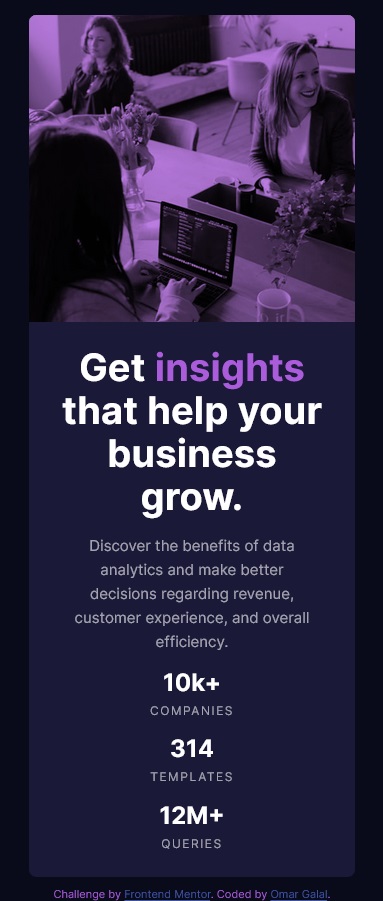 Get insights
that help your
business
grow.
Discover the benefits of data
analytics and make better
decisions regarding revenue,
customer experience, and overall
efficiency.
10k+
COMPANIES
314
TEMPLATES
12M+
QUERIES
Challenge by Frontend Mentor. Coded by Omar Galal.